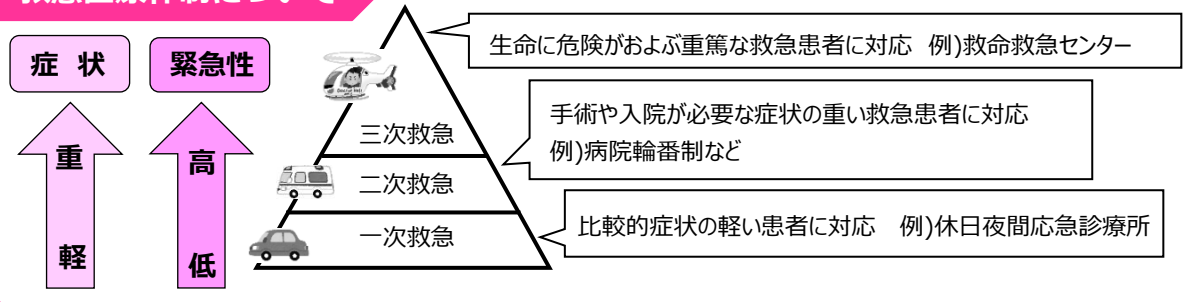 救急医療体制について
症 状
緊急性
重
軽
高
低
三次救急
二次救急
一次救急
生命に危険がおよぶ重篤な救急患者に対応 例)救命救急センター
手術や入院が必要な症状の重い救急患者に対応
例)病院輪番制など
比較的症状の軽い患者に対応 例)休日夜間応急診療所